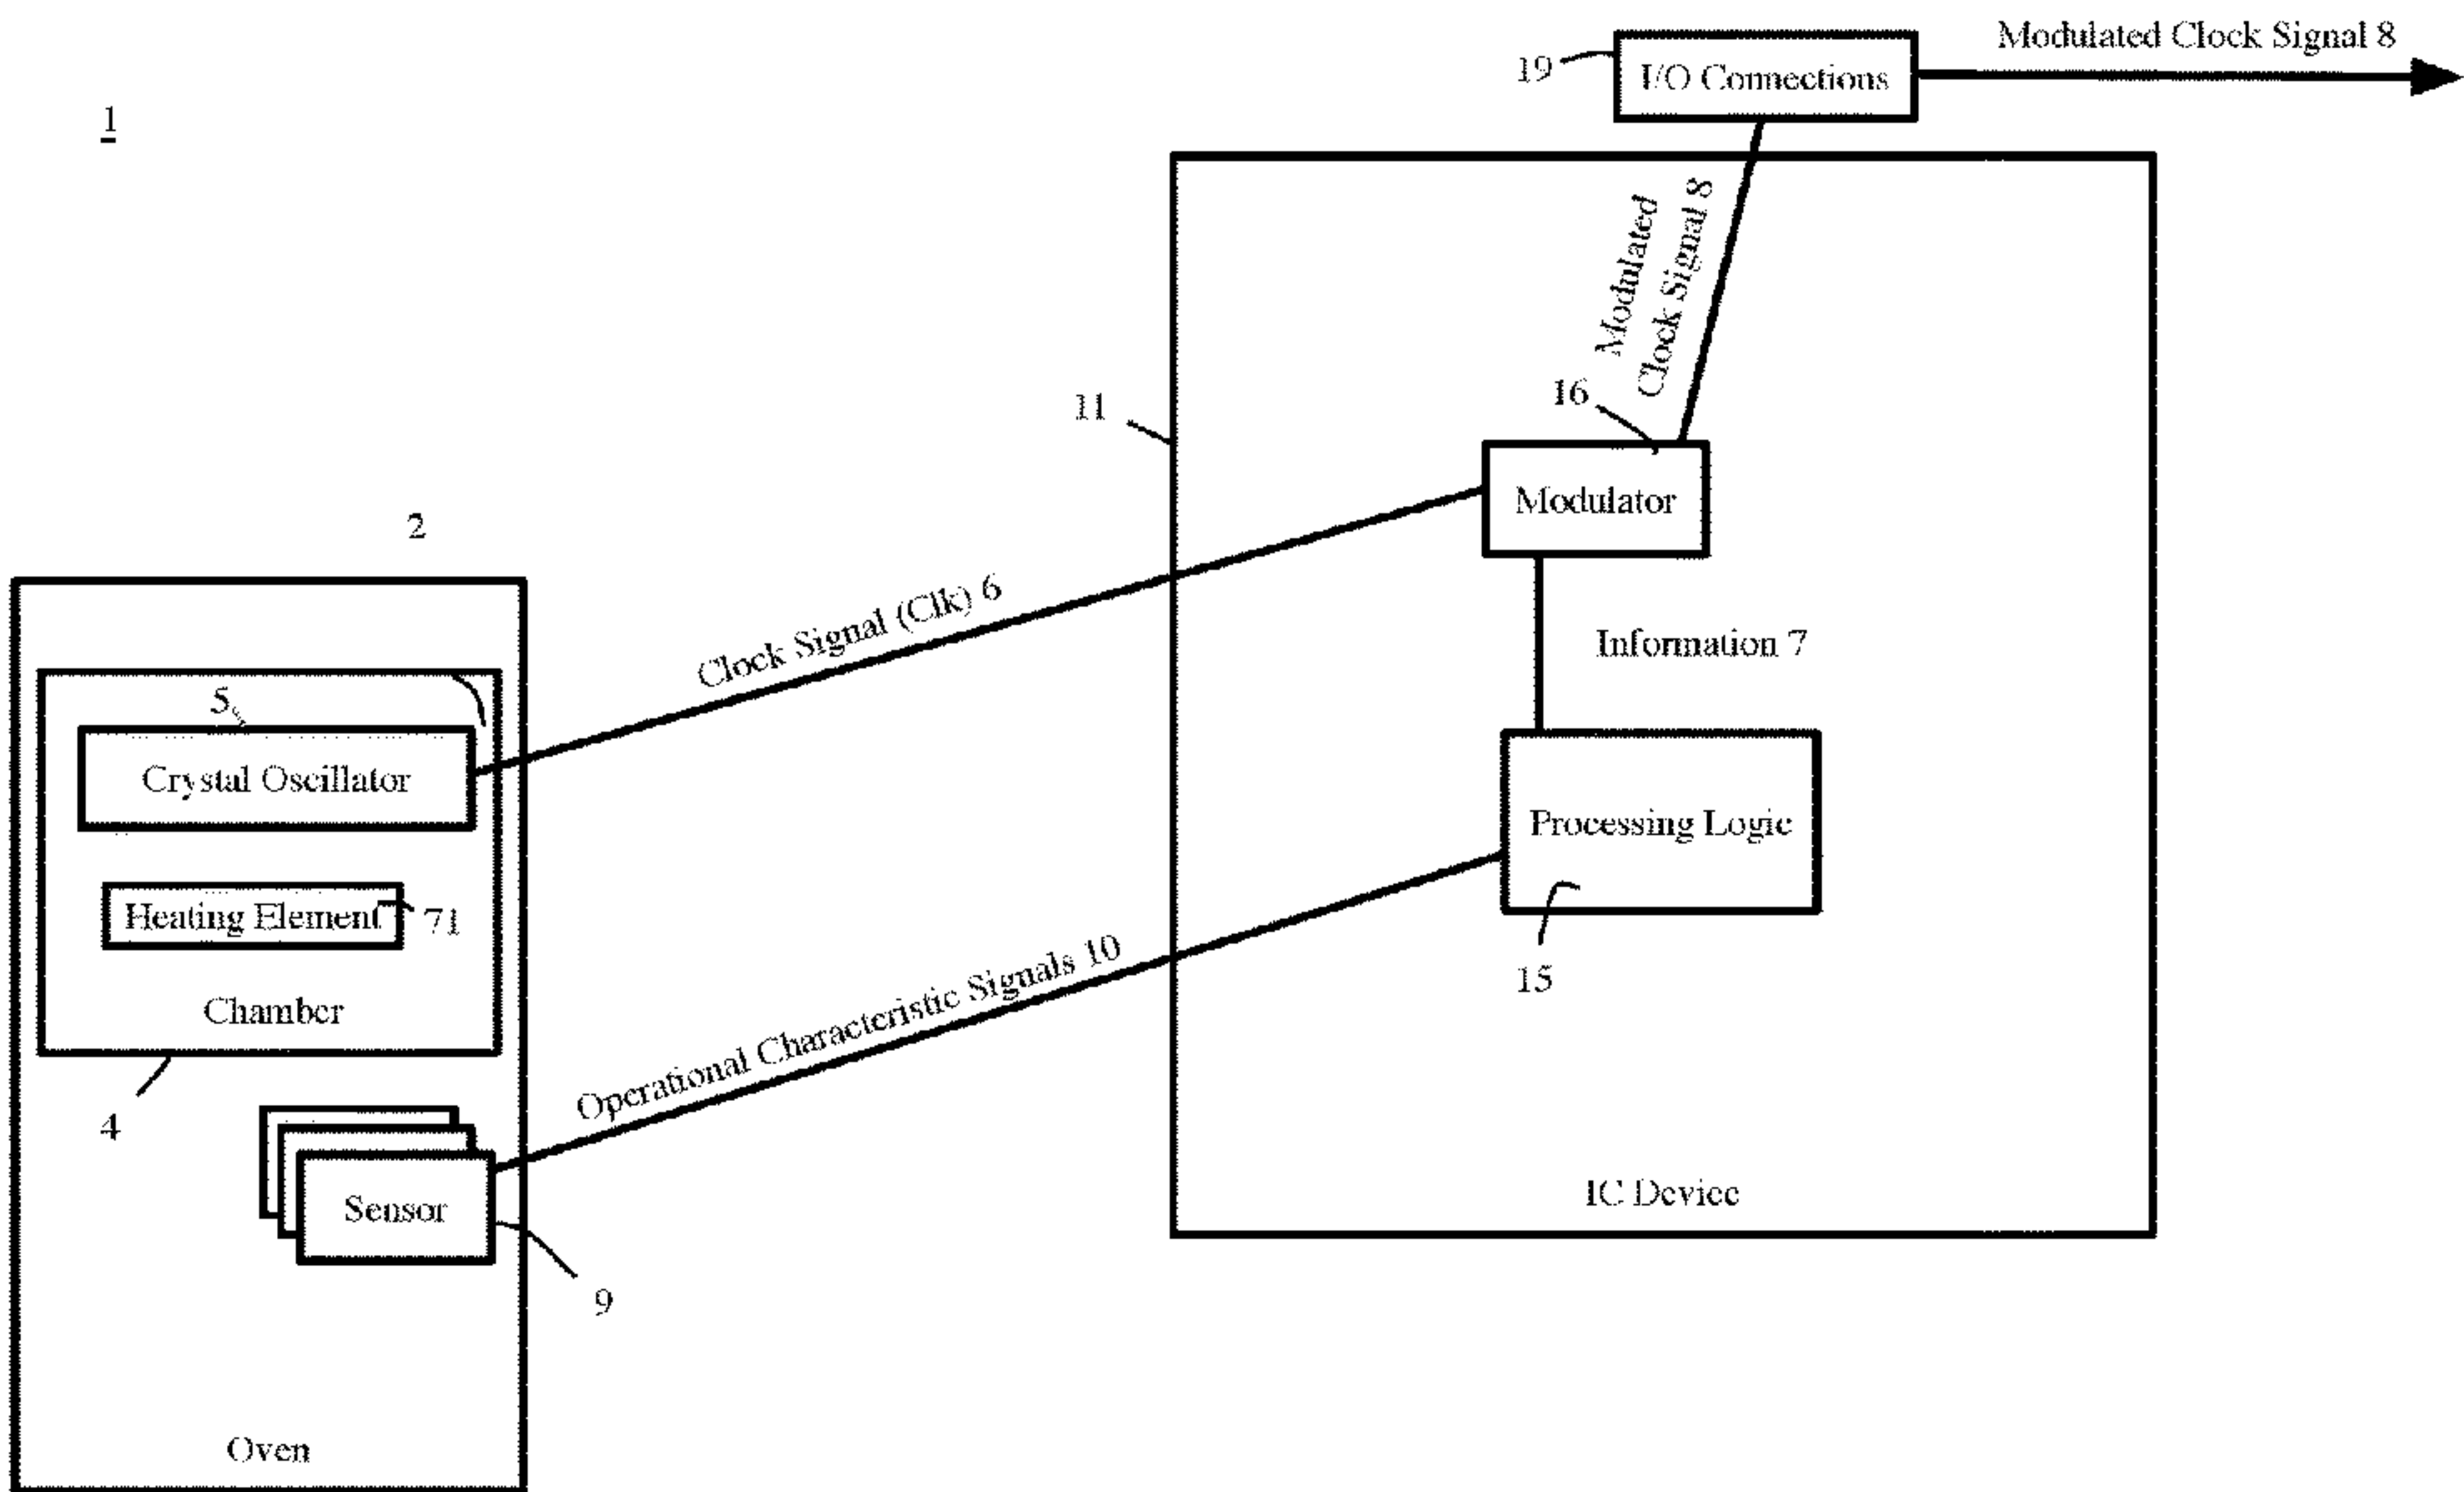 Modulated Clock Signal 8
19
I/O Connections
1
Modulated
Clock Signal 8
16
11
Modulator
2
Clock Signal (Clk) 6
Information 7
5
Crystal Oscillator
Processing Logic
Heating Element
71
15
Chamber
Operational Characteristic Signals 10
4
Sensor
IC Device
9
Oven